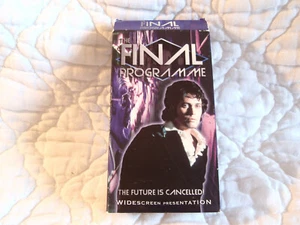 THE
FINAL
PROGRAMME
THE
FINAL
PROGRAMME
THE FUTURE IS CANCELLED
WIDESCREEN PRESENTATION